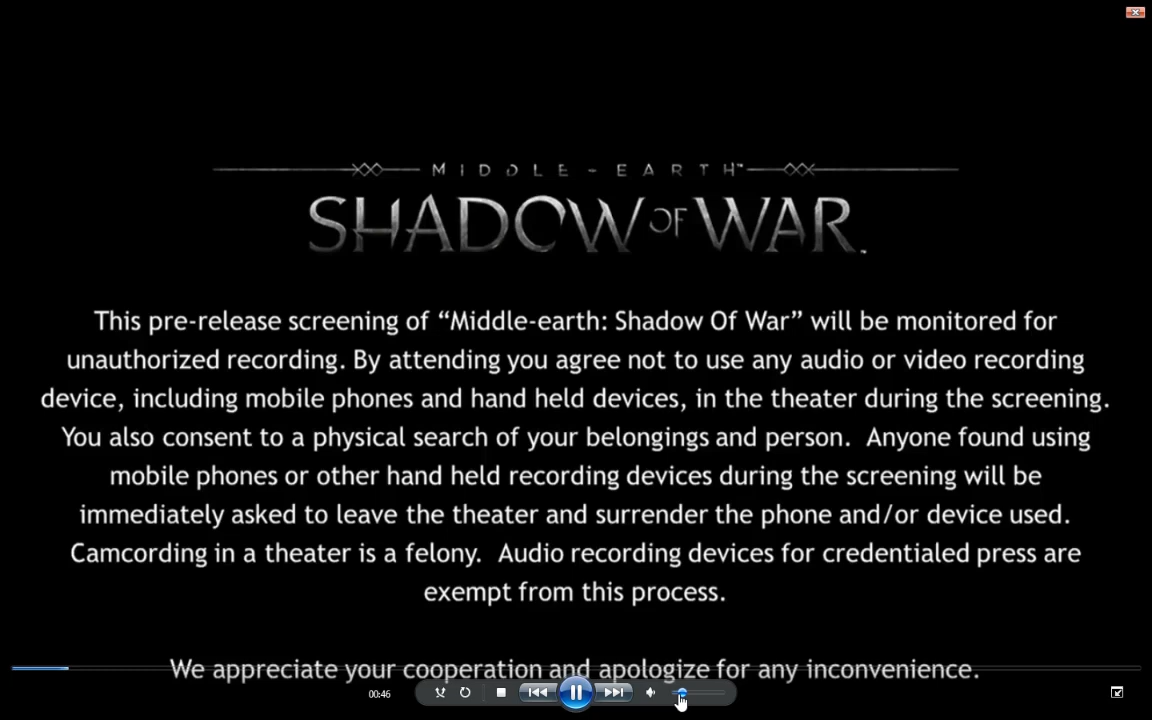 MIDDLE-EARTH™
SHADOW OF WAR™
This pre-release screening of “Middle-earth: Shadow Of War” will be monitored for
unauthorized recording. By attending you agree not to use any audio or video recording
device, including mobile phones and hand held devices, in the theater during the screening.
You also consent to a physical search of your belongings and person. Anyone found using
mobile phones or other hand held recording devices during the screening will be
immediately asked to leave the theater and surrender the phone and/or device used.
Camcording in a theater is a felony. Audio recording devices for credentialed press are
exempt from this process.
We appreciate your cooperation and apologize for any inconvenience.
00:46